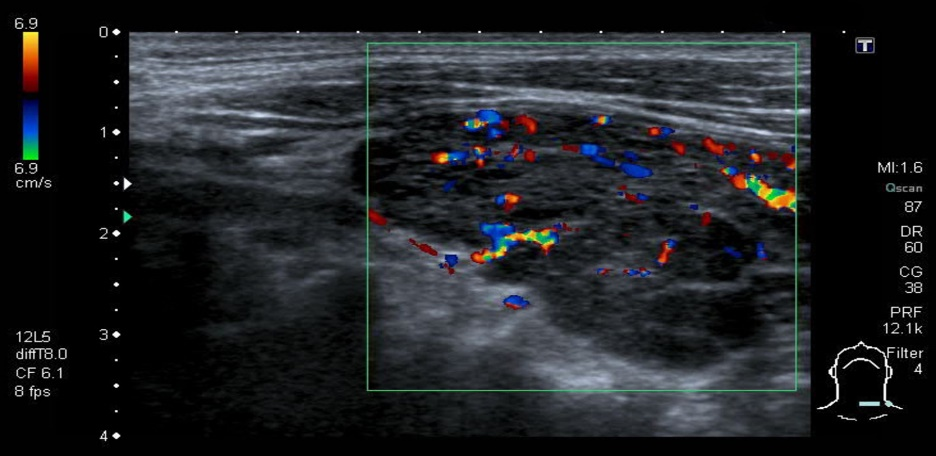 6.9
6.9
cm/s
0
1
2
3
4
12L5
diffT8.0
CF 6.1
8 fps
T
MI:1.6
Qscan
87
DR
60
CG
38
PRF
12.1k
Filter
4